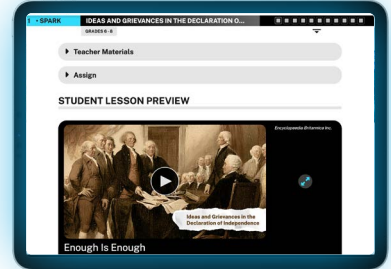 SPARK
IDEAS AND GRIEVANCES IN THE DECLARATION O...
GRADES 6 - 8
Teacher Materials
Assign
STUDENT LESSON PREVIEW
Encyclopaedia Britannica Inc.
Ideas and Grievances in the
Declaration of Independence
Enough Is Enough